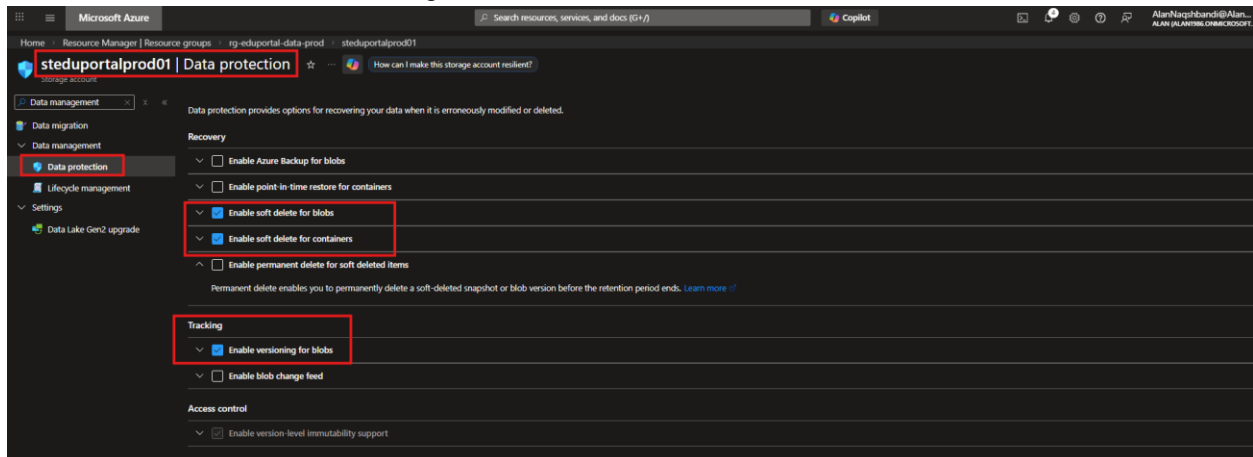 Microsoft Azure
Search resources, services, and docs (G+/)
Copilot
4
AlanNaqshbandi@Alan...
ALAN (ALAN1986.ONMICROSOFT.
Home > Resource Manager | Resource groups > rg-eduportal-data-prod > steduportalprod01
steduportalprod01 | Data protection
How can I make this storage account resilient?
Storage account
Data management
Data migration
Data management
Data protection
Lifecycle management
Settings
Data Lake Gen2 upgrade
Data protection provides options for recovering your data when it is erroneously modified or deleted.
Recovery
Enable Azure Backup for blobs
Enable point-in-time restore for containers
Enable soft delete for blobs
Enable soft delete for containers
Enable permanent delete for soft deleted items
Permanent delete enables you to permanently delete a soft-deleted snapshot or blob version before the retention period ends. Learn more
Tracking
Enable versioning for blobs
Enable blob change feed
Access control
Enable version-level immutability support